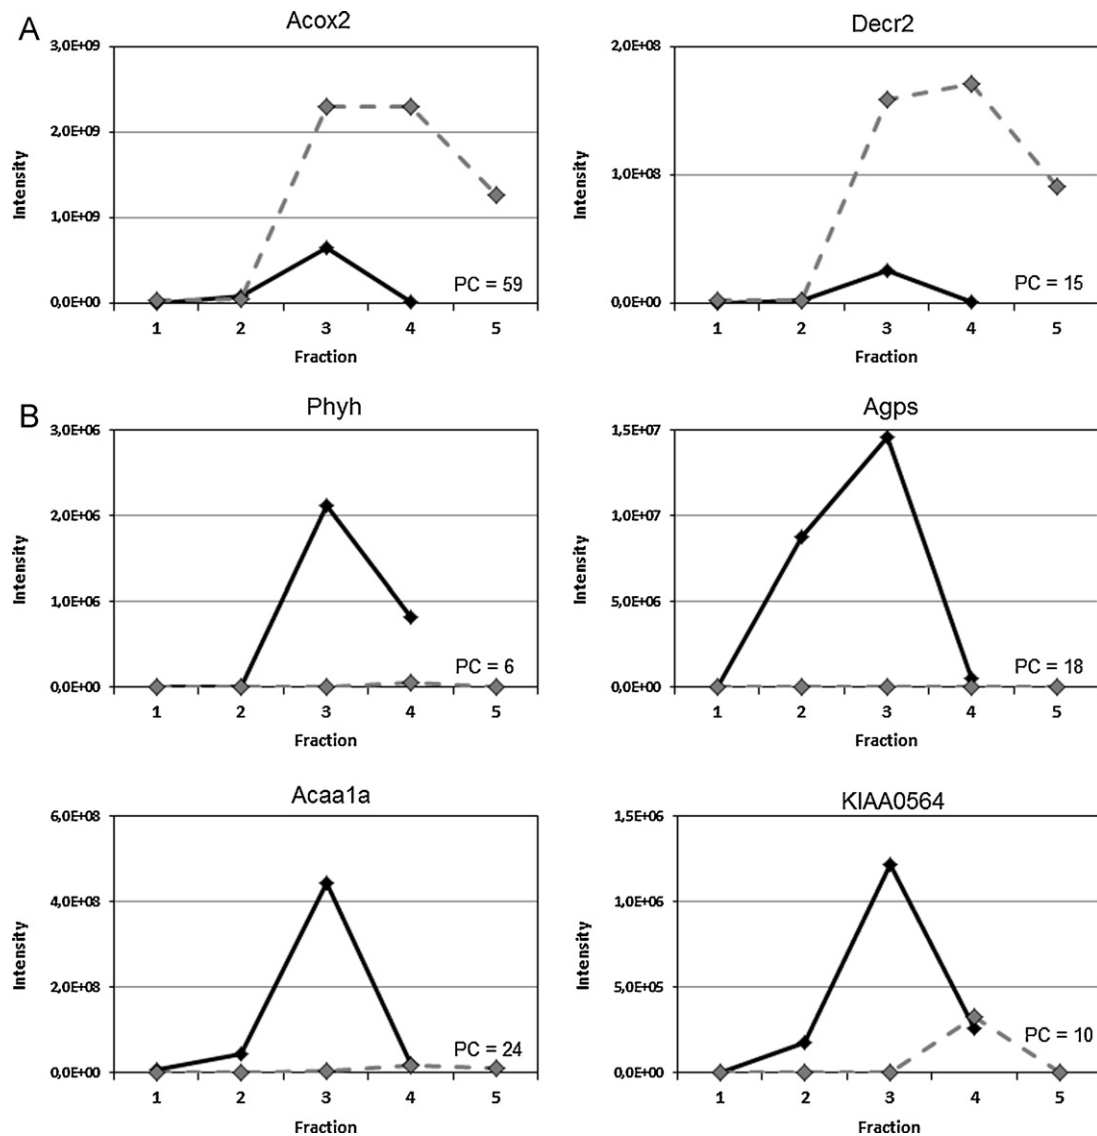 A
Acox2
3,0E+09
2,0E+09
1,0E+09
0,0E+00
Intensity
PC = 59
1 2 3 4 5
Fraction
Decr2
2,0E+08
1,0E+08
0,0E+00
Intensity
PC = 15
1 2 3 4 5
Fraction
B
Phyh
3,0E+06
2,0E+06
1,0E+06
0,0E+00
Intensity
PC = 6
1 2 3 4 5
Fraction
Agps
1,5E+07
1,0E+07
5,0E+06
0,0E+00
Intensity
PC = 18
1 2 3 4 5
Fraction
Acaa1a
6,0E+08
4,0E+08
2,0E+08
0,0E+00
Intensity
PC = 24
1 2 3 4 5
Fraction
KIAA0564
1,5E+06
1,0E+06
5,0E+05
0,0E+00
Intensity
PC = 10
1 2 3 4 5
Fraction